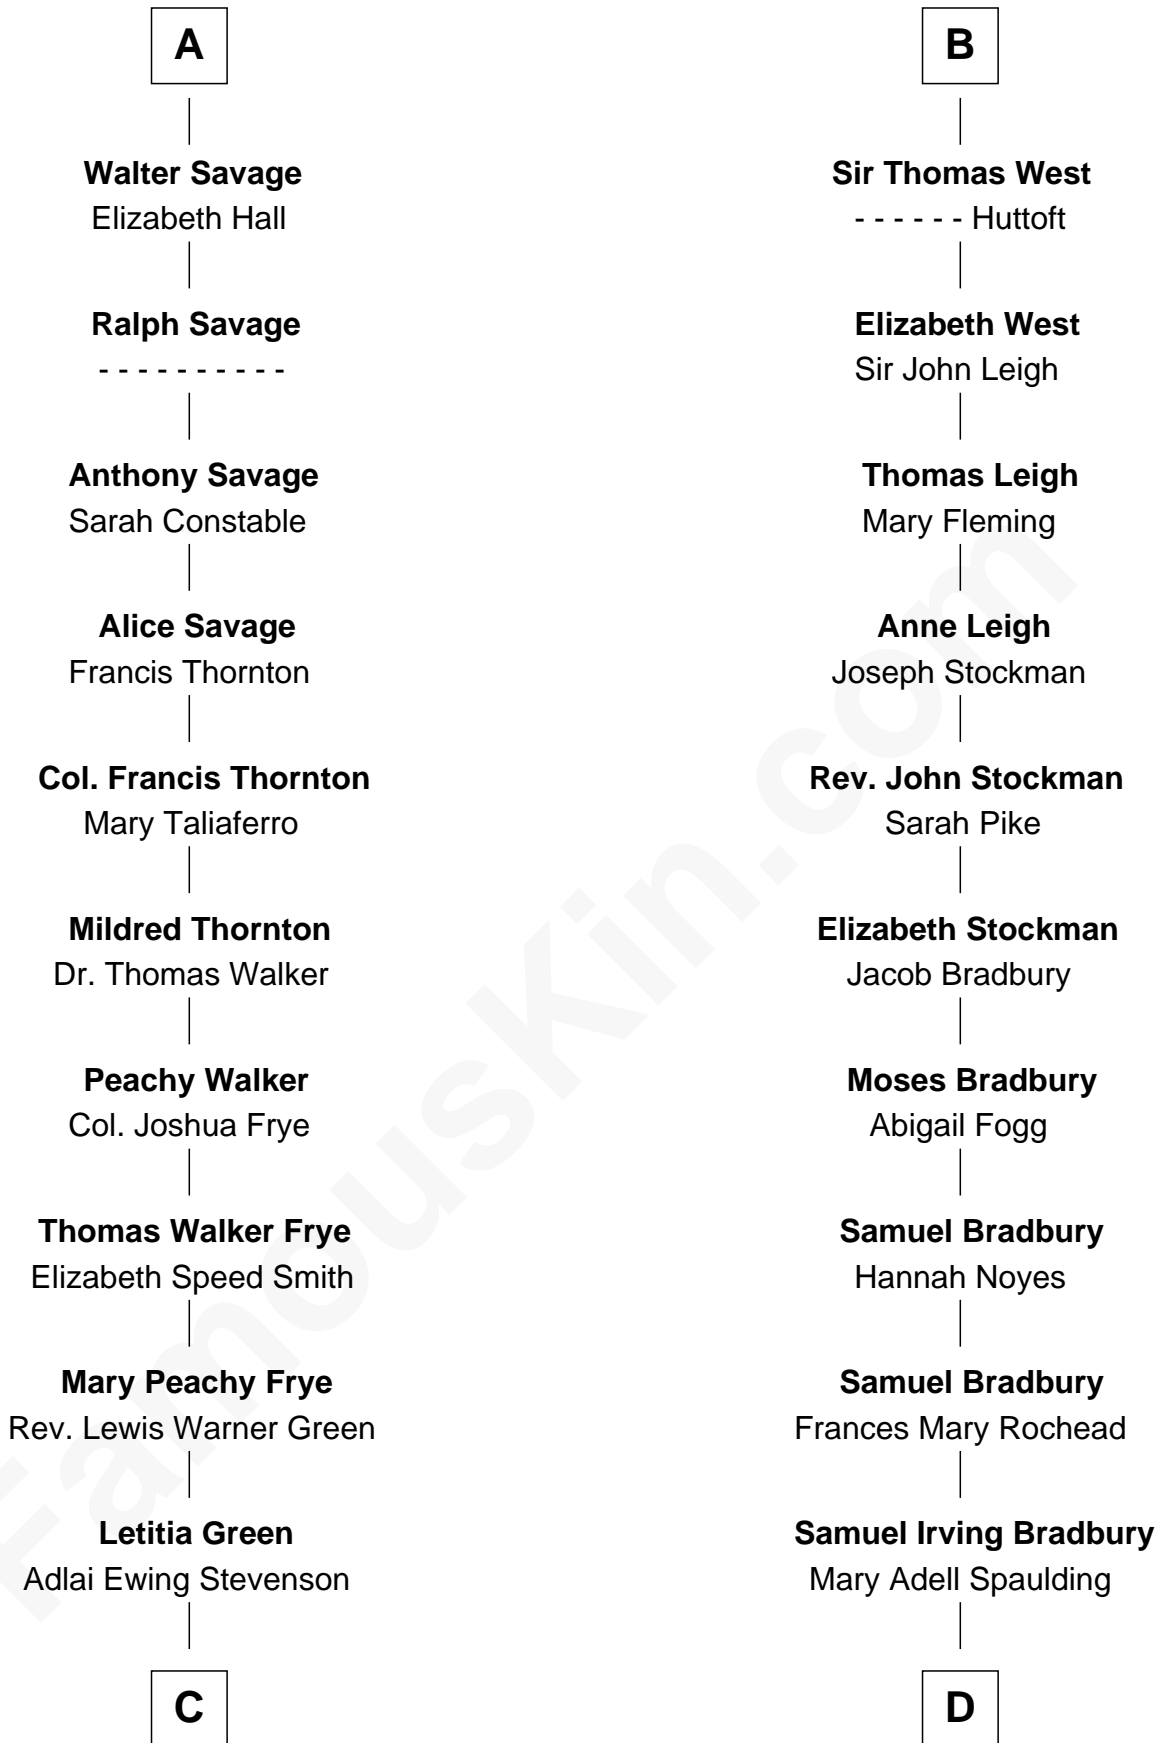 A
Walter Savage
Elizabeth Hall
Ralph Savage
- - - - - - - - - -
Anthony Savage
Sarah Constable
Alice Savage
Francis Thornton
Col. Francis Thornton
Mary Taliaferro
Mildred Thornton
Dr. Thomas Walker
Peachy Walker
Col. Joshua Frye
Thomas Walker Frye
Elizabeth Speed Smith
Mary Peachy Frye
Rev. Lewis Warner Green
Letitia Green
Adlai Ewing Stevenson
C
B
Sir Thomas West
- - - - - - Huttoft
Elizabeth West
Sir John Leigh
Thomas Leigh
Mary Fleming
Anne Leigh
Joseph Stockman
Rev. John Stockman
Sarah Pike
Elizabeth Stockman
Jacob Bradbury
Moses Bradbury
Abigail Fogg
Samuel Bradbury
Hannah Noyes
Samuel Bradbury
Frances Mary Rochead
Samuel Irving Bradbury
Mary Adell Spaulding
D
FamousKin.com